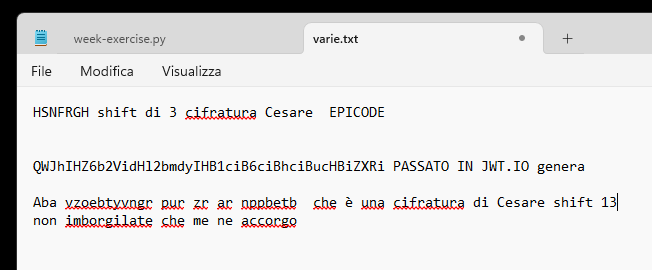 week-exercise.py
varie.txt
File Modifica Visualizza
HSNFRGH shift di 3 cifratura Cesare EPICODE
QWJhIHZ6b2VidHl2bmdyIHB1ciB6ciBhciBucHBiZXRi PASSATO IN JWT.IO genera
Aba vzoebtyvngr pur zr ar nppbetb che è una cifratura di Cesare shift 13
non imborgilate che me ne accorgo